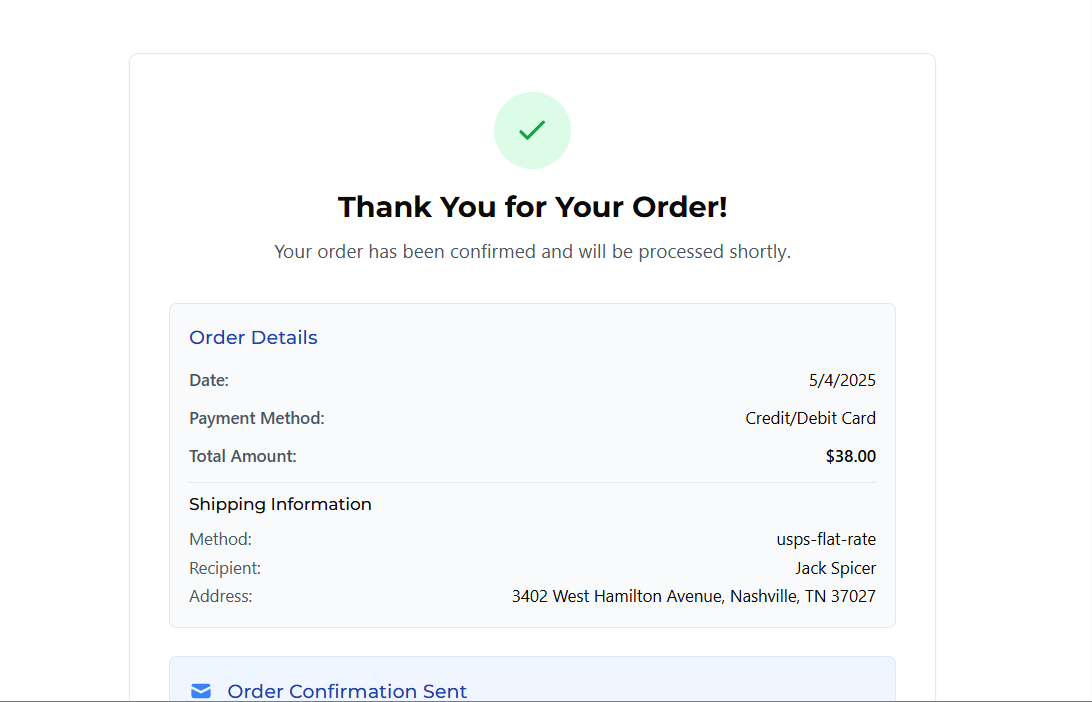 Thank You for Your Order!
Your order has been confirmed and will be processed shortly.
Order Details
Date: 5/4/2025
Payment Method: Credit/Debit Card
Total Amount: $38.00
Shipping Information
Method: usps-flat-rate
Recipient: Jack Spicer
Address: 3402 West Hamilton Avenue, Nashville, TN 37027
Order Confirmation Sent